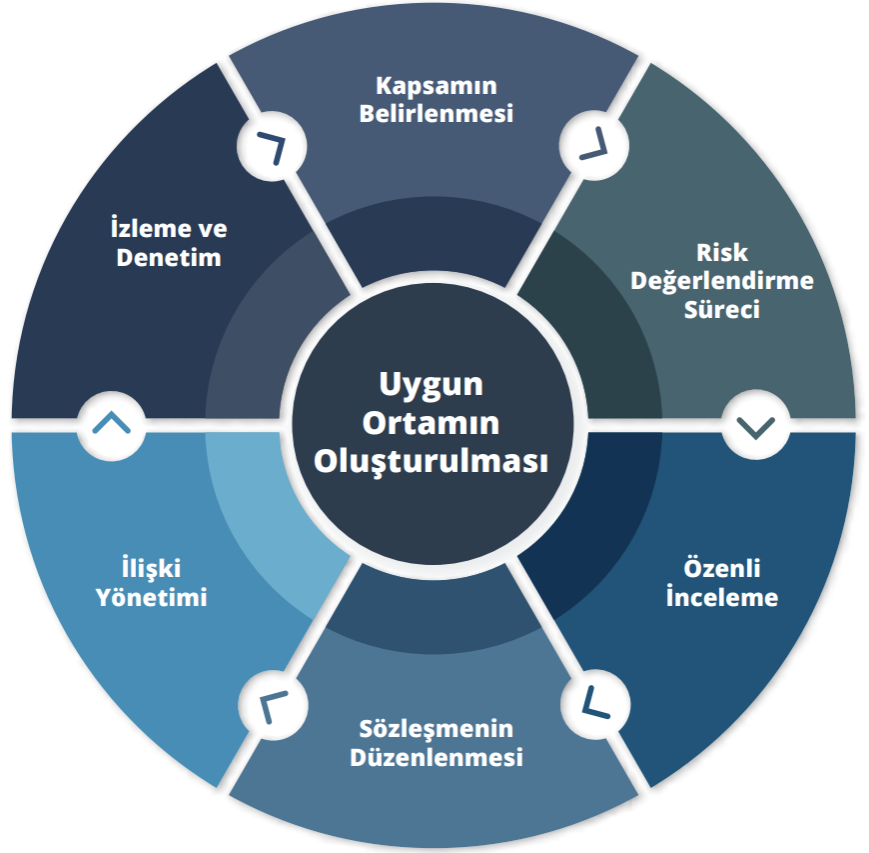 Kapsamın
Belirlenmesi
Risk
Değerlendirme
Süreci
Özenli
İnceleme
Sözleşmenin
Düzenlenmesi
İlişki
Yönetimi
İzleme ve
Denetim
Uygun
Ortamın
Oluşturulması